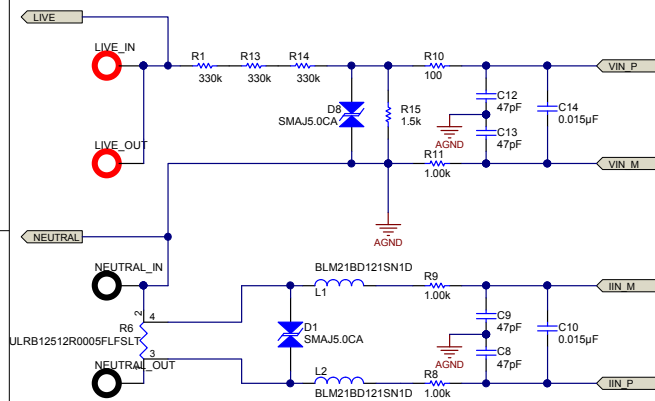 LIVE
LIVE_IN
R1
330k
R13
330k
R14
330k
R10
100
VIN_P
D8
SMAJ5.0CA
R15
1.5k
C12
47pF
C14
0.015µF
AGND
C13
47pF
LIVE_OUT
R11
1.00k
VIN_M
AGND
NEUTRAL
NEUTRAL_IN
BLM21BD121SN1D
L1
R9
1.00k
IIN_M
2
4
R6
ULRB12512R0005FLFSLT
D1
SMAJ5.0CA
C9
47pF
C10
0.015µF
AGND
C8
47pF
3
1
NEUTRAL_OUT
L2
BLM21BD121SN1D
R8
1.00k
IIN_P